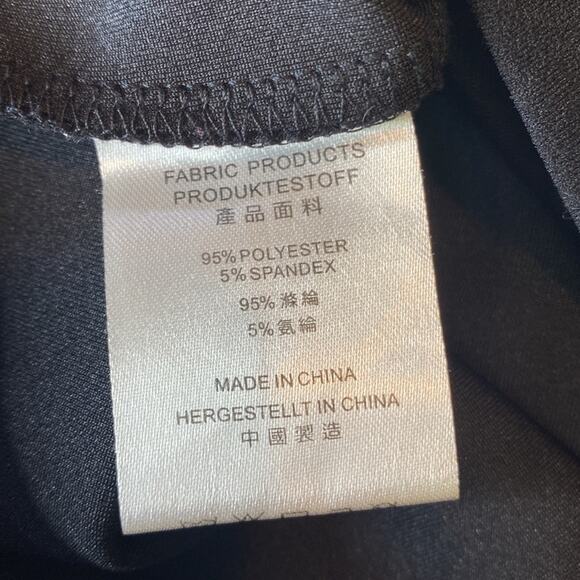 FABRIC PRODUCTS
PRODUKTESTOFF
產品面料
95% POLYESTER
5% SPANDEX
95% 滌綸
5% 氨綸
MADE IN CHINA
HERGESTELLT IN CHINA
中國製造